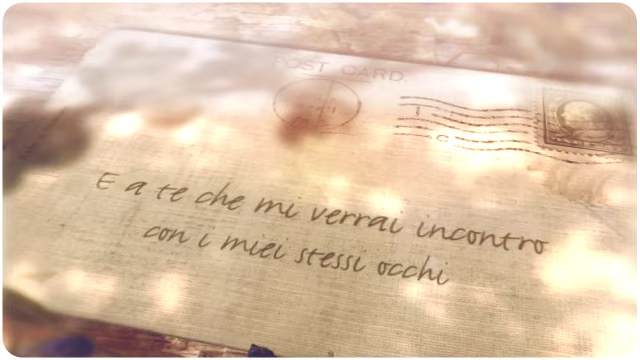 POST CARD.
E a te che mi verrai incontro
con i miei stessi occhi